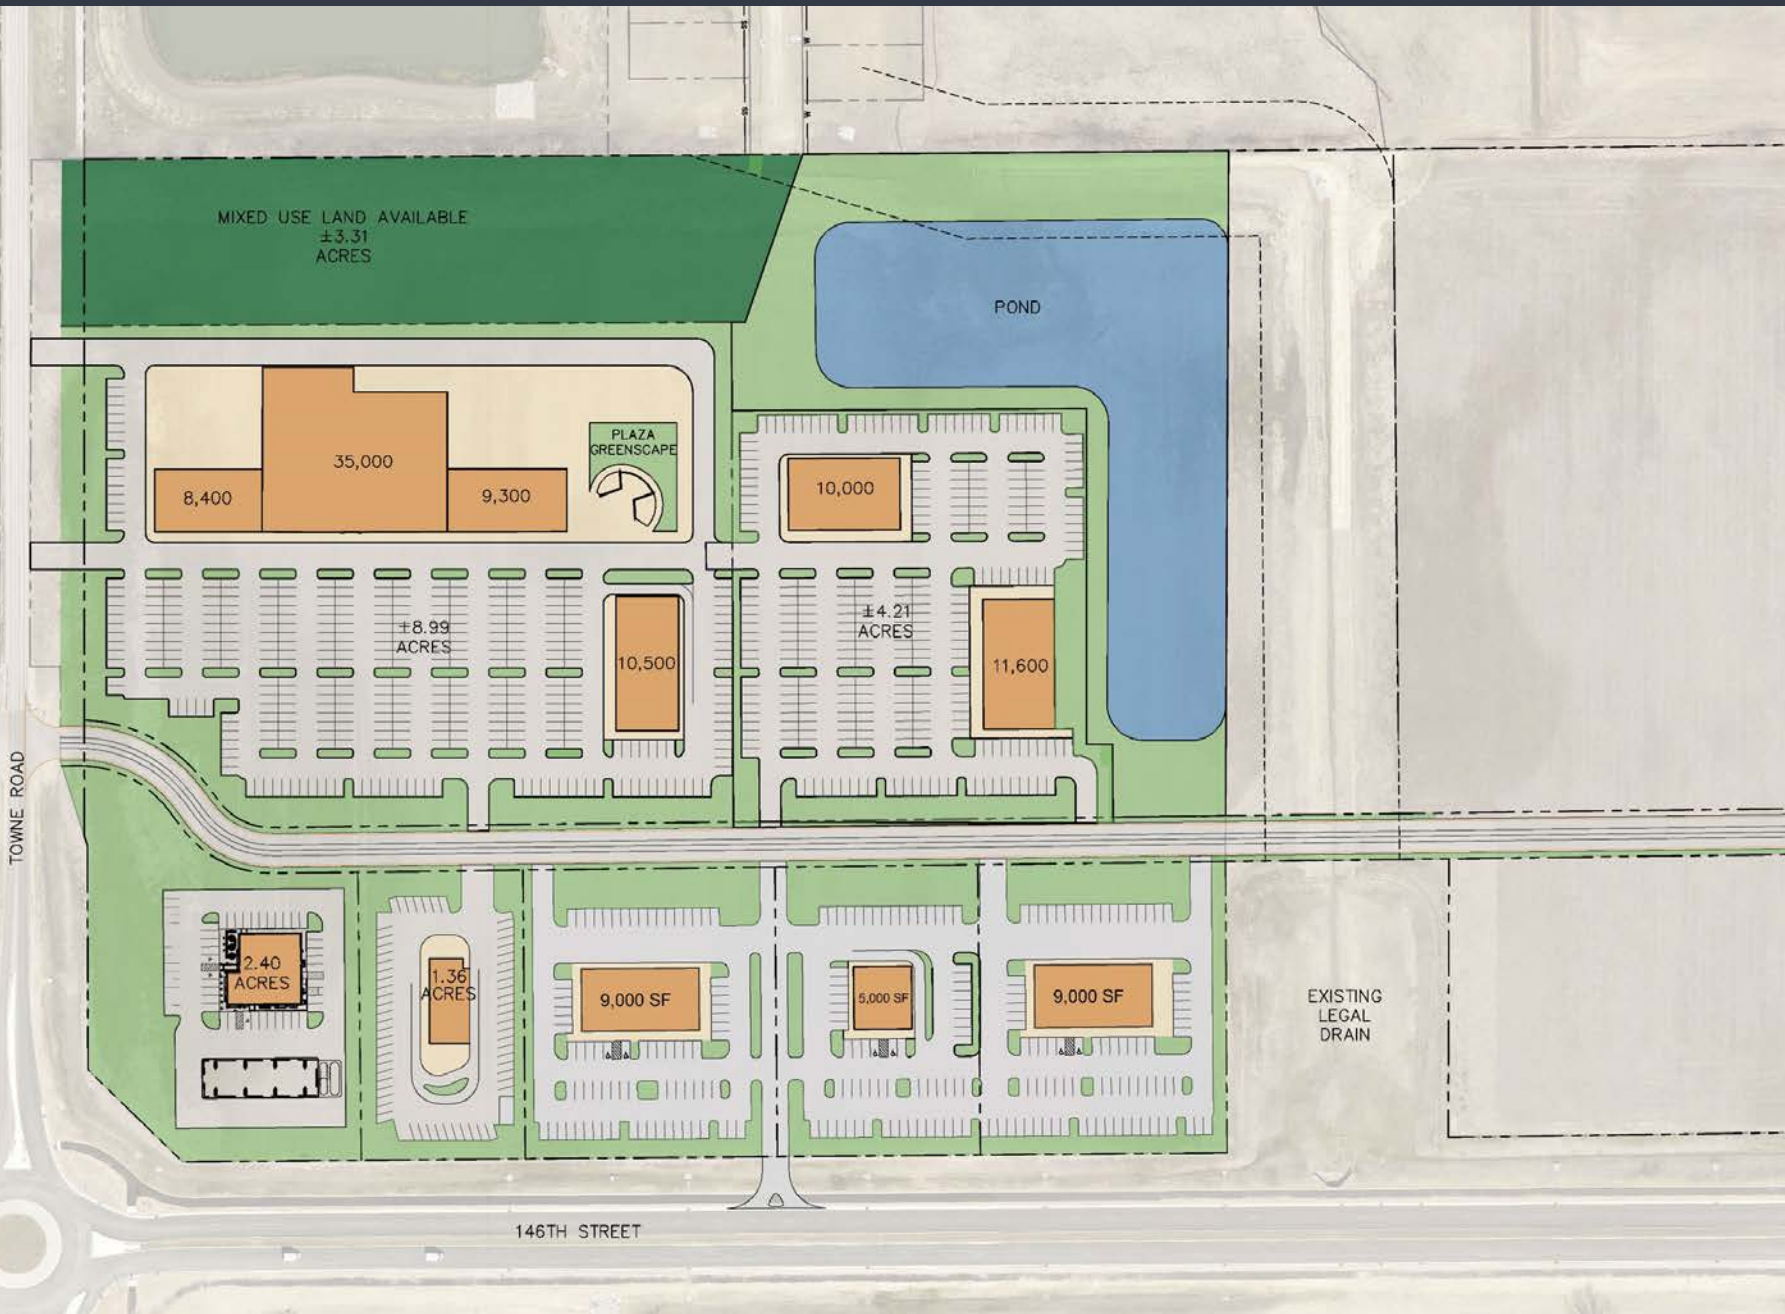 MIXED USE LAND AVAILABLE
±3.31
ACRES
POND
PLAZA
GREENSCAPE
35,000
8,400
9,300
10,000
±8.99
ACRES
10,500
±4.21
ACRES
11,600
TOWNE ROAD
2.40
ACRES
1.36
ACRES
9,000 SF
5,000 SF
9,000 SF
EXISTING
LEGAL
DRAIN
146TH STREET